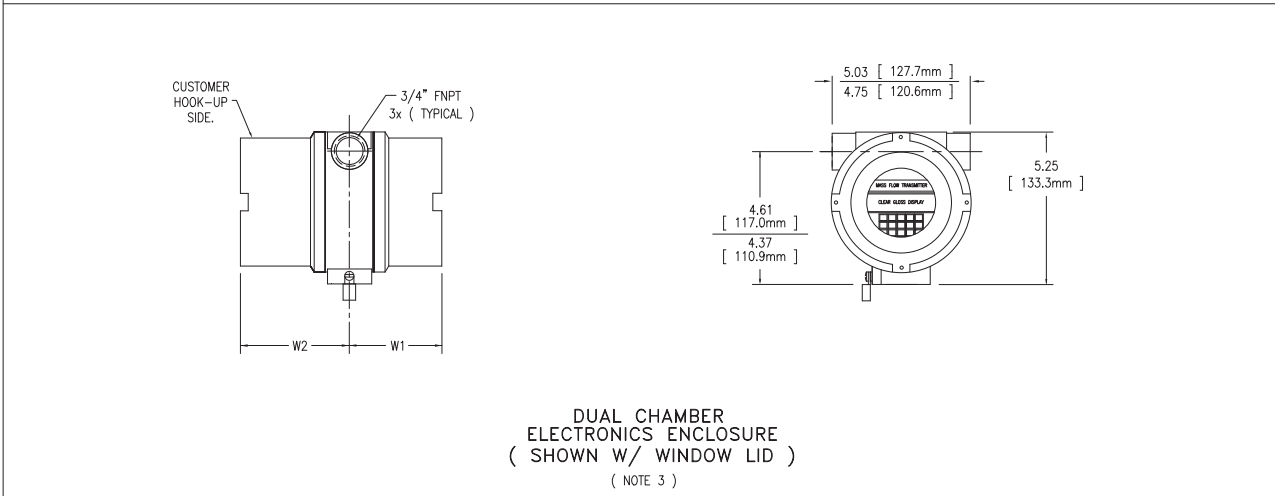 CUSTOMER
HOOK-UP
SIDE.
3/4" FNPT
3x ( TYPICAL )
W2
W1
5.03 [ 127.7mm ]
4.75 [ 120.6mm ]
5.25
[ 133.3mm ]
4.61
[ 117.0mm ]
4.37
[ 110.9mm ]
MASS FLOW TRANSMITTER
CLEAR GLOSS DISPLAY
DUAL CHAMBER
ELECTRONICS ENCLOSURE
( SHOWN W/ WINDOW LID )
( NOTE 3 )